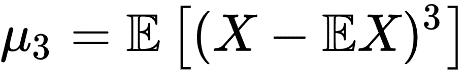 μ₃ = 𝔼 [(X − 𝔼X)³]